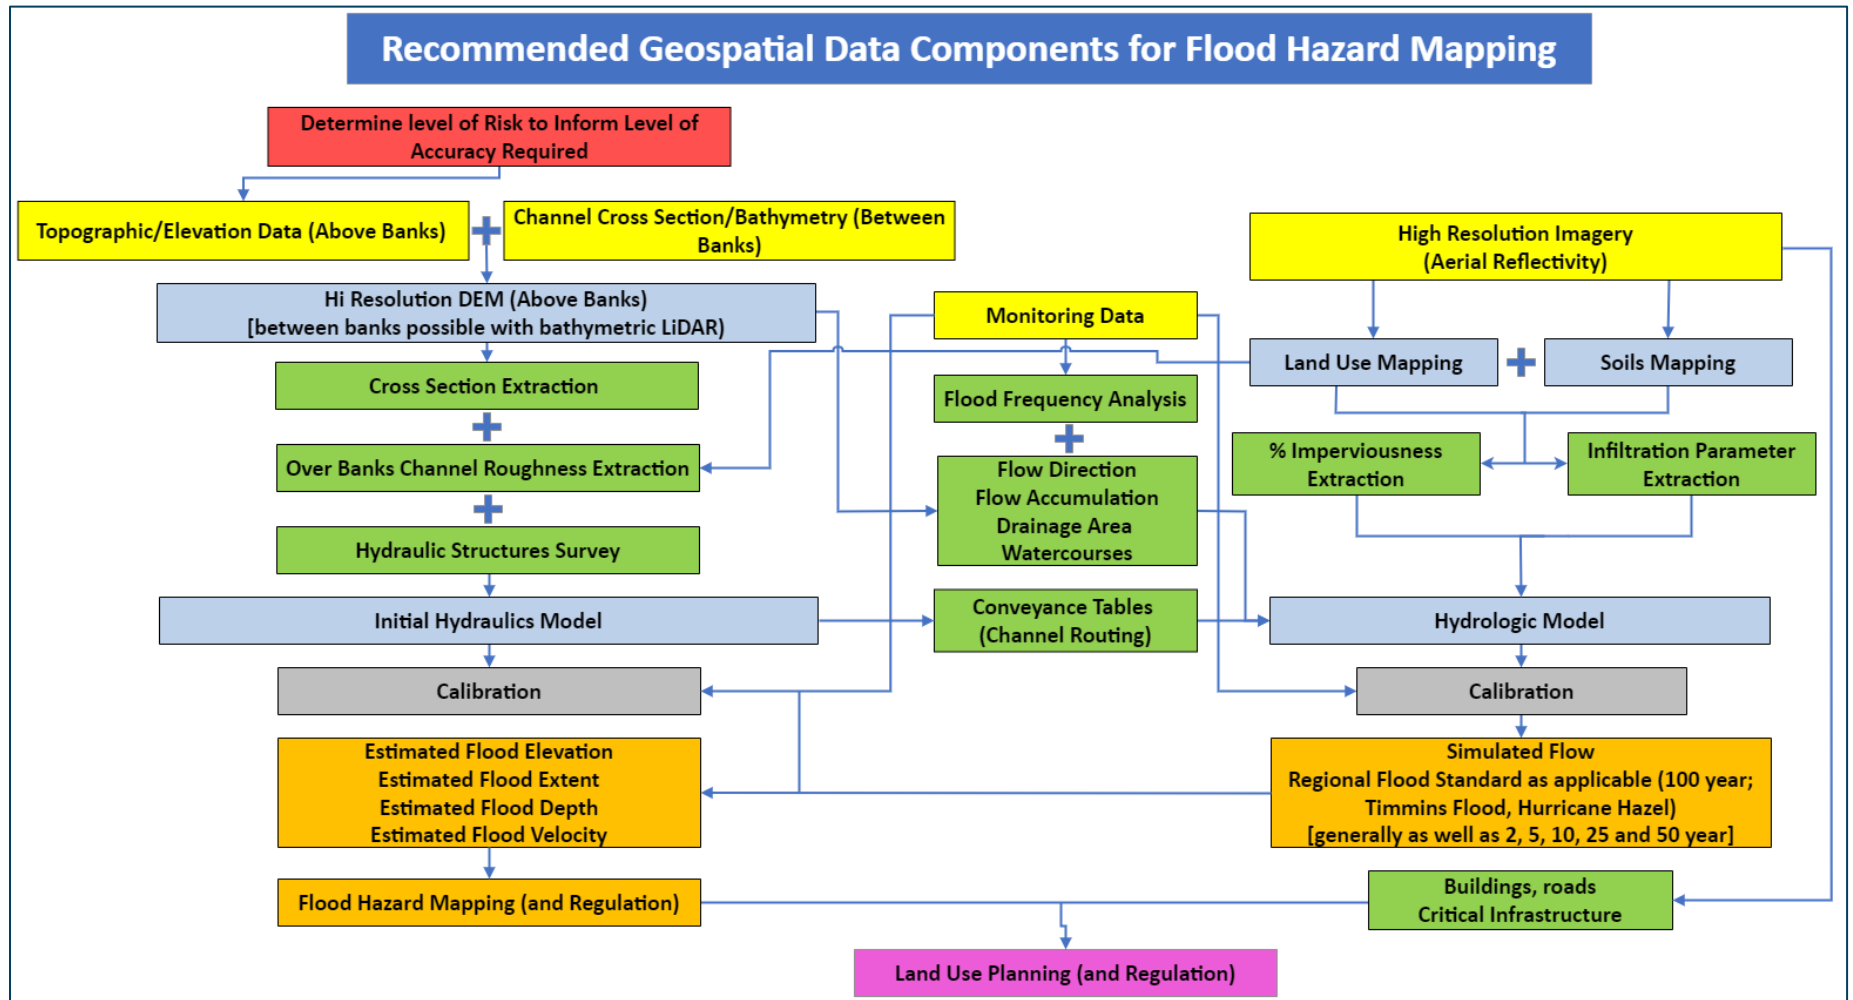 Recommended Geospatial Data Components for Flood Hazard Mapping
Determine level of Risk to Inform Level of
Accuracy Required
Topographic/Elevation Data (Above Banks)
Channel Cross Section/Bathymetry (Between
Banks)
High Resolution Imagery
(Aerial Reflectivity)
Hi Resolution DEM (Above Banks)
[between banks possible with bathymetric LiDAR)
Monitoring Data
Land Use Mapping
Soils Mapping
Cross Section Extraction
Flood Frequency Analysis
Over Banks Channel Roughness Extraction
% Imperviousness
Extraction
Infiltration Parameter
Extraction
Flow Direction
Flow Accumulation
Drainage Area
Watercourses
Hydraulic Structures Survey
Initial Hydraulics Model
Conveyance Tables
(Channel Routing)
Hydrologic Model
Calibration
Calibration
Estimated Flood Elevation
Estimated Flood Extent
Estimated Flood Depth
Estimated Flood Velocity
Simulated Flow
Regional Flood Standard as applicable (100 year;
Timmins Flood, Hurricane Hazel)
[generally as well as 2, 5, 10, 25 and 50 year]
Flood Hazard Mapping (and Regulation)
Buildings, roads
Critical Infrastructure
Land Use Planning (and Regulation)